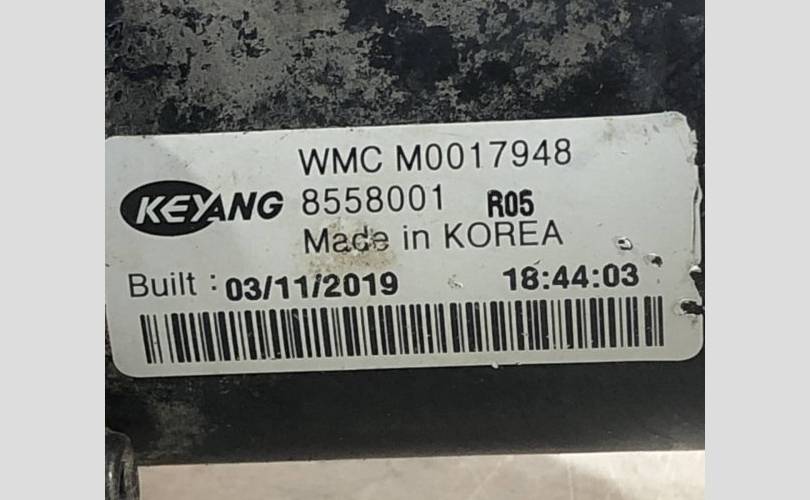 WMC M0017948
KEYANG 8558001 R05
Made in KOREA
Built : 03/11/2019 18:44:03